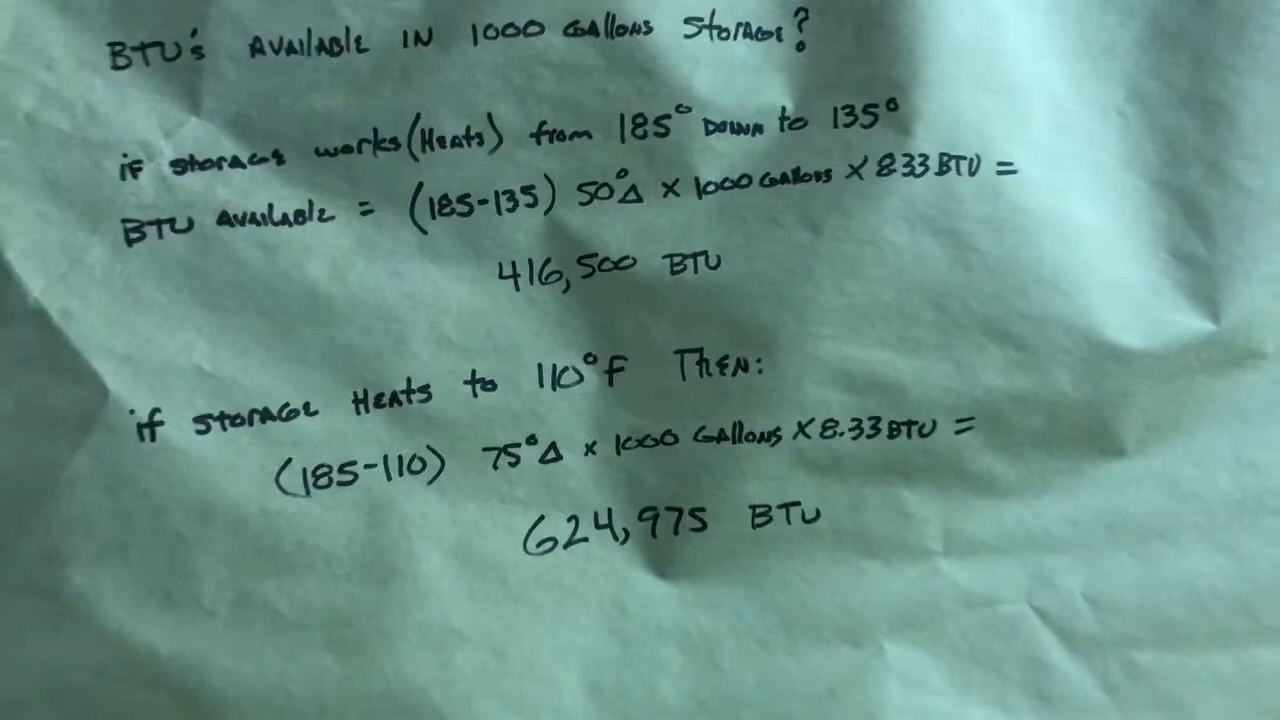 BTU's AVAILABLE IN 1000 GALLONS STORAGE?
if STORAGE works (Heats) from 185° DOWN to 135°
BTU AVAILABLE = (185-135) 50°Δ x 1000 GALLONS x 8.33 BTU =
416,500 BTU
if STORAGE HEATS to 110°F THEN:
(185-110) 75°Δ x 1000 GALLONS x 8.33 BTU =
624,975 BTU